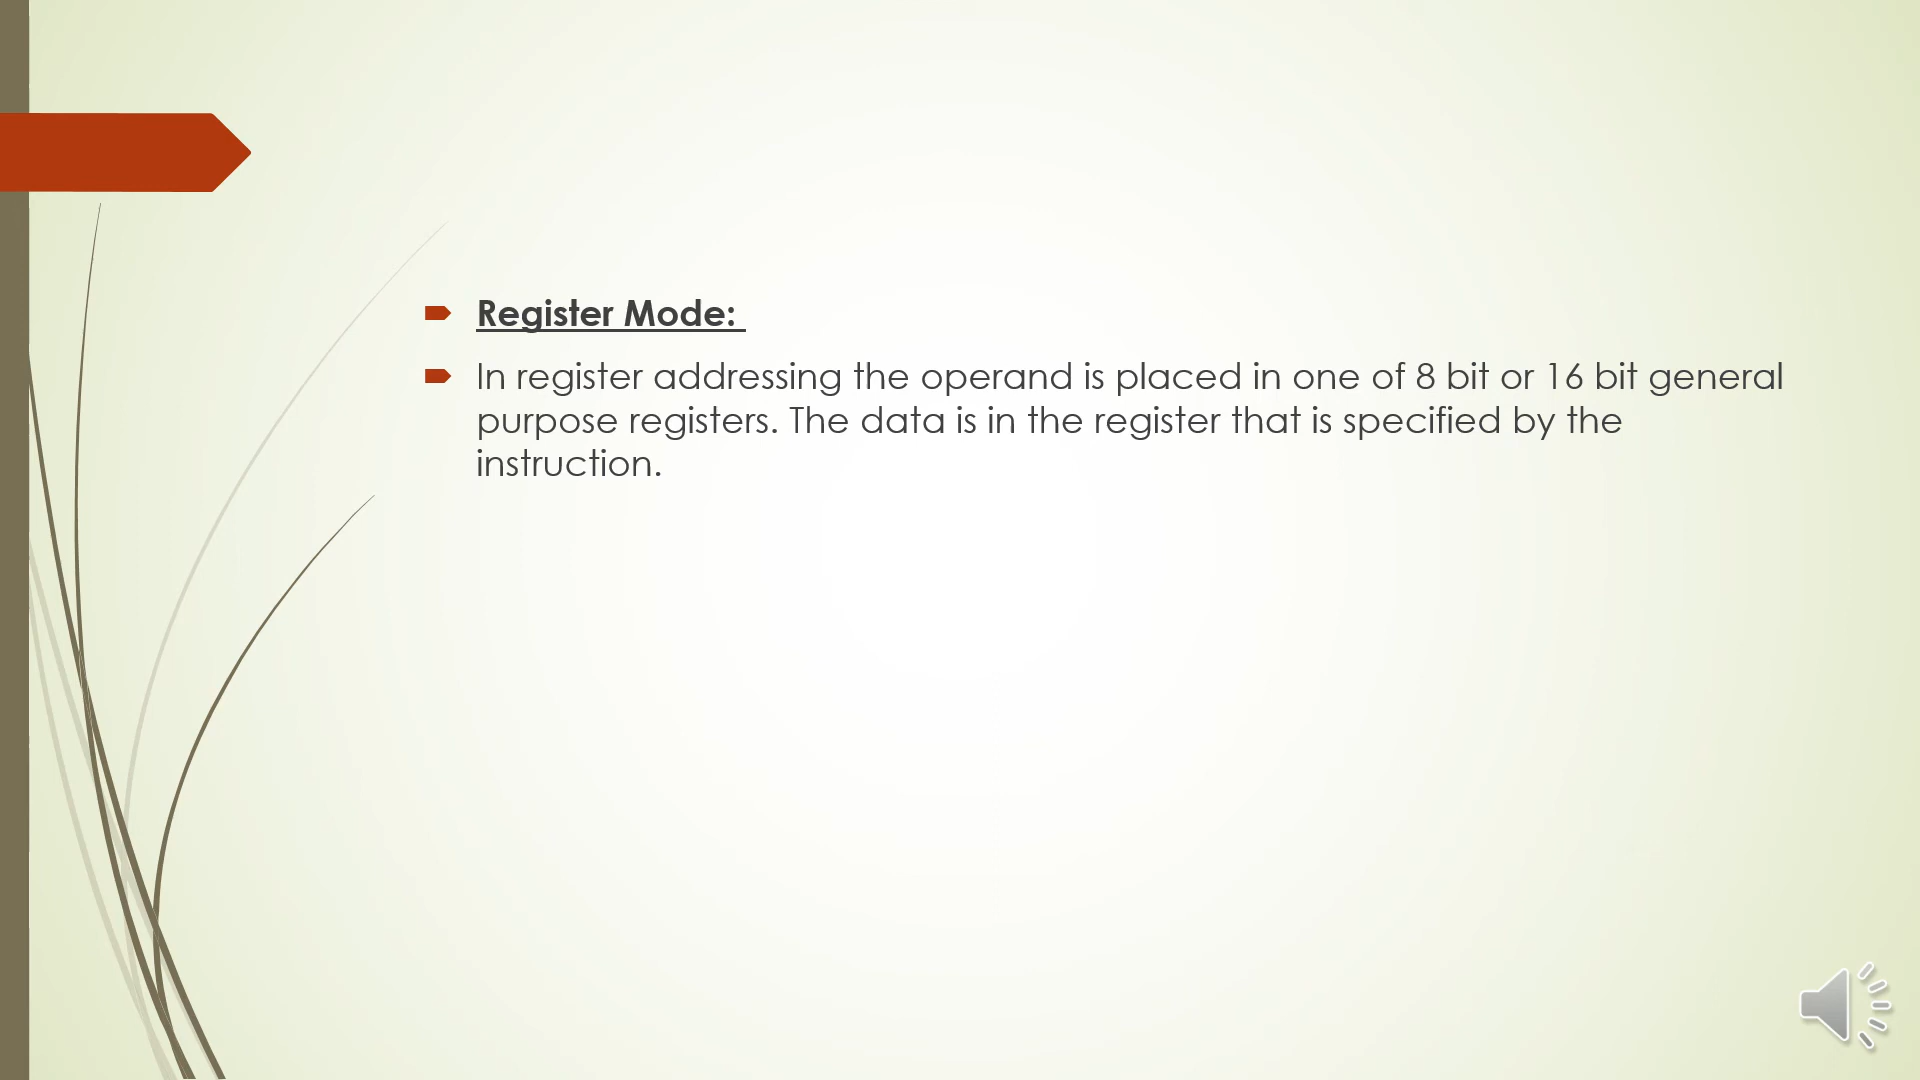 Register Mode:
In register addressing the operand is placed in one of 8 bit or 16 bit general
purpose registers. The data is in the register that is specified by the
instruction.